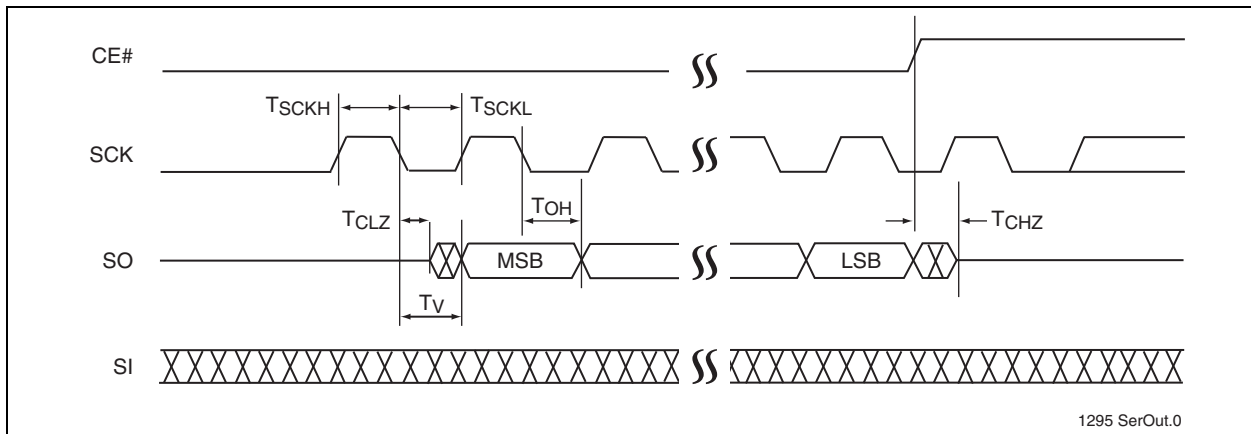 CE#
TSCKH
TSCKL
SCK
TOH
TCLZ
TCHZ
SO
MSB
LSB
TV
SI
1295 SerOut.0